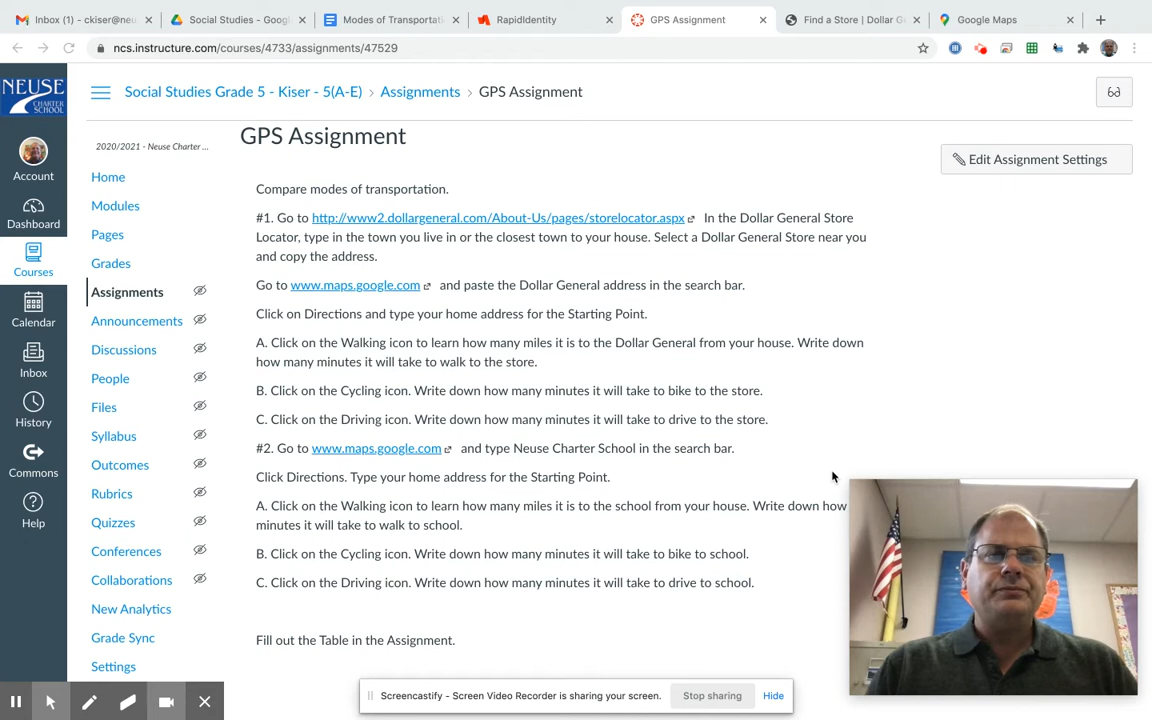 Inbox (1) - ckiser@neu
Social Studies - Goog
Modes of Transportati
RapidIdentity
GPS Assignment
Find a Store | Dollar G
Google Maps
ncs.instructure.com/courses/4733/assignments/47529
NEUSE
CHARTER
SCHOOL
Social Studies Grade 5 - Kiser - 5(A-E) › Assignments › GPS Assignment
2020/2021 - Neuse Charter ...
GPS Assignment
Edit Assignment Settings
Account
Dashboard
Courses
Calendar
Inbox
History
Commons
Help
Home
Modules
Pages
Grades
Assignments
Announcements
Discussions
People
Files
Syllabus
Outcomes
Rubrics
Quizzes
Conferences
Collaborations
New Analytics
Grade Sync
Settings
Compare modes of transportation.
#1. Go to http://www2.dollargeneral.com/About-Us/pages/storelocator.aspx In the Dollar General Store
Locator, type in the town you live in or the closest town to your house. Select a Dollar General Store near you
and copy the address.
Go to www.maps.google.com and paste the Dollar General address in the search bar.
Click on Directions and type your home address for the Starting Point.
A. Click on the Walking icon to learn how many miles it is to the Dollar General from your house. Write down
how many minutes it will take to walk to the store.
B. Click on the Cycling icon. Write down how many minutes it will take to bike to the store.
C. Click on the Driving icon. Write down how many minutes it will take to drive to the store.
#2. Go to www.maps.google.com and type Neuse Charter School in the search bar.
Click Directions. Type your home address for the Starting Point.
A. Click on the Walking icon to learn how many miles it is to the school from your house. Write down how
minutes it will take to walk to school.
B. Click on the Cycling icon. Write down how many minutes it will take to bike to school.
C. Click on the Driving icon. Write down how many minutes it will take to drive to school.
Fill out the Table in the Assignment.
Screencastify - Screen Video Recorder is sharing your screen.
Stop sharing
Hide